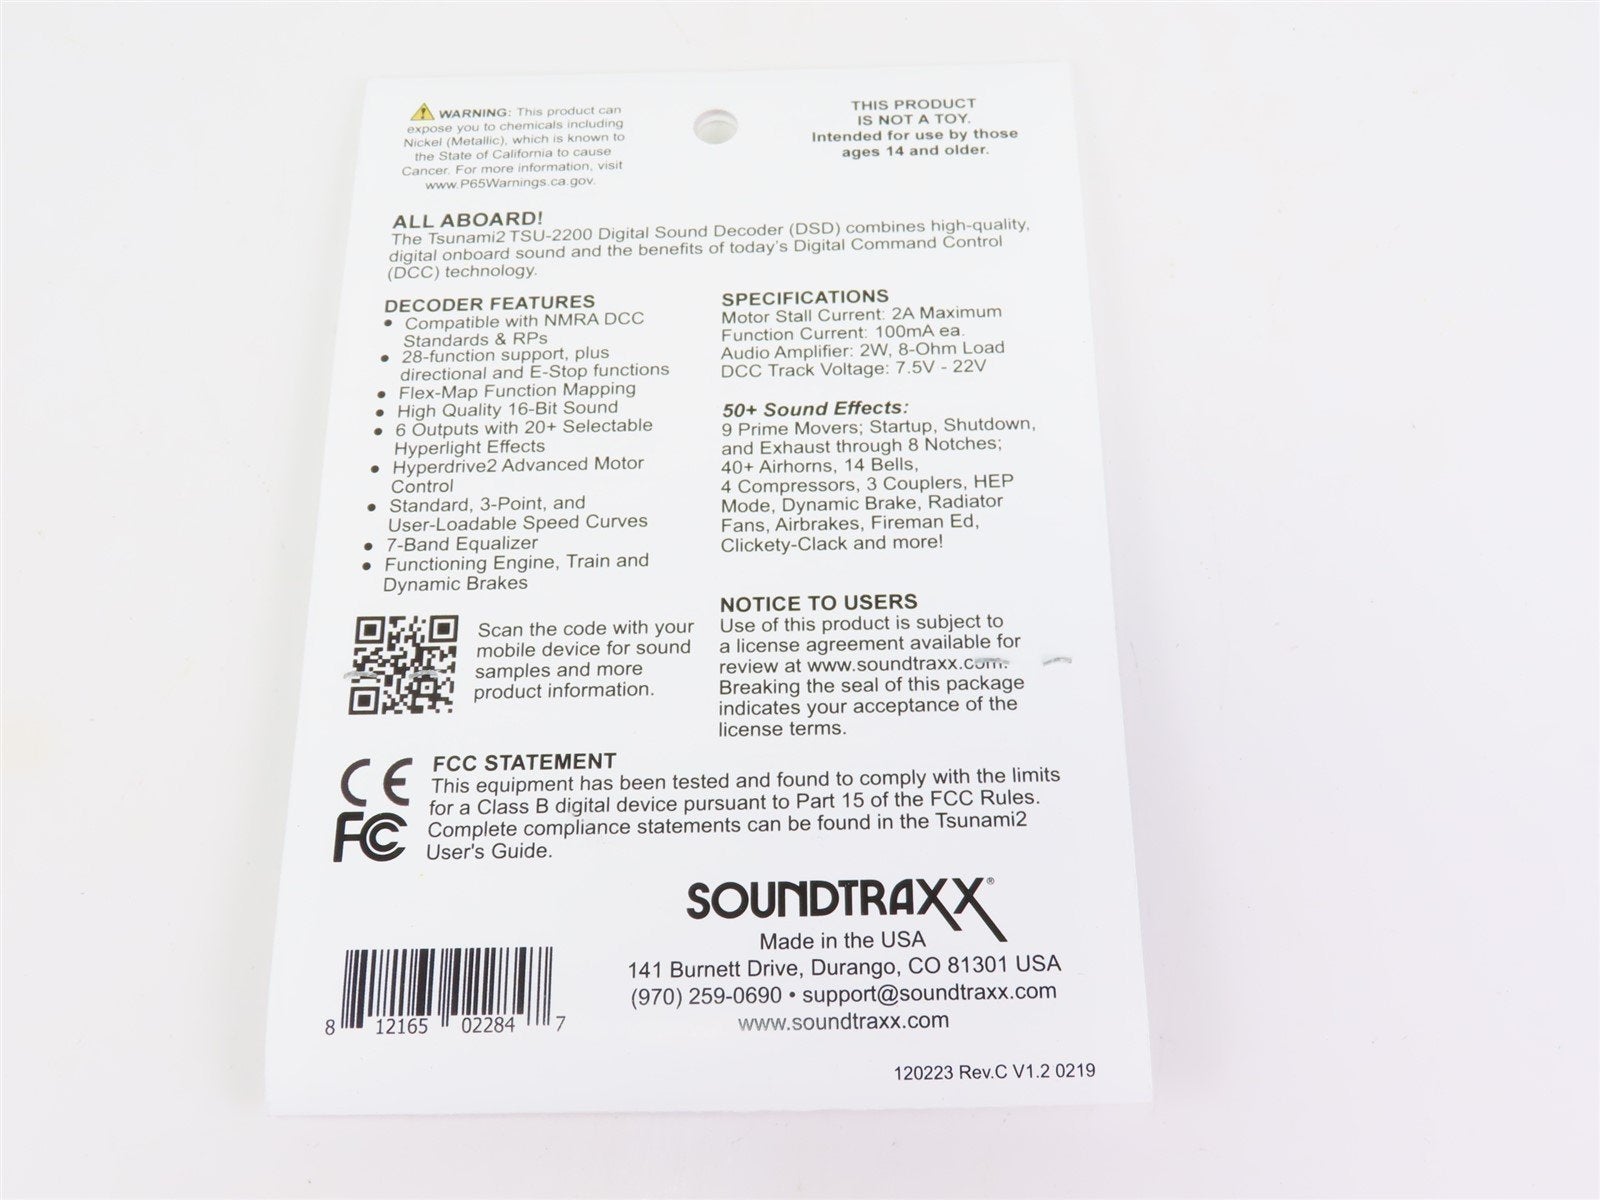 WARNING: This product can
expose you to chemicals including
Nickel (Metallic), which is known to
the State of California to cause
Cancer. For more information, visit
www.P65Warnings.ca.gov.
THIS PRODUCT
IS NOT A TOY.
Intended for use by those
ages 14 and older.
ALL ABOARD!
The Tsunami2 TSU-2200 Digital Sound Decoder (DSD) combines high-quality,
digital onboard sound and the benefits of today's Digital Command Control
(DCC) technology.
DECODER FEATURES
• Compatible with NMRA DCC
Standards & RPs
• 28-function support, plus
directional and E-Stop functions
• Flex-Map Function Mapping
• High Quality 16-Bit Sound
• 6 Outputs with 20+ Selectable
Hyperlight Effects
• Hyperdrive2 Advanced Motor
Control
• Standard, 3-Point, and
User-Loadable Speed Curves
• 7-Band Equalizer
• Functioning Engine, Train and
Dynamic Brakes
SPECIFICATIONS
Motor Stall Current: 2A Maximum
Function Current: 100mA ea.
Audio Amplifier: 2W, 8-Ohm Load
DCC Track Voltage: 7.5V - 22V
50+ Sound Effects:
9 Prime Movers; Startup, Shutdown,
and Exhaust through 8 Notches;
40+ Airhorns, 14 Bells,
4 Compressors, 3 Couplers, HEP
Mode, Dynamic Brake, Radiator
Fans, Airbrakes, Fireman Ed,
Clickety-Clack and more!
Scan the code with your
mobile device for sound
samples and more
product information.
NOTICE TO USERS
Use of this product is subject to
a license agreement available for
review at www.soundtraxx.com.
Breaking the seal of this package
indicates your acceptance of the
license terms.
CE
FC
FCC STATEMENT
This equipment has been tested and found to comply with the limits
for a Class B digital device pursuant to Part 15 of the FCC Rules.
Complete compliance statements can be found in the Tsunami2
User's Guide.
SOUNDTRAXX®
Made in the USA
141 Burnett Drive, Durango, CO 81301 USA
(970) 259-0690 • support@soundtraxx.com
www.soundtraxx.com
8 12165 02284 7
120223 Rev.C V1.2 0219